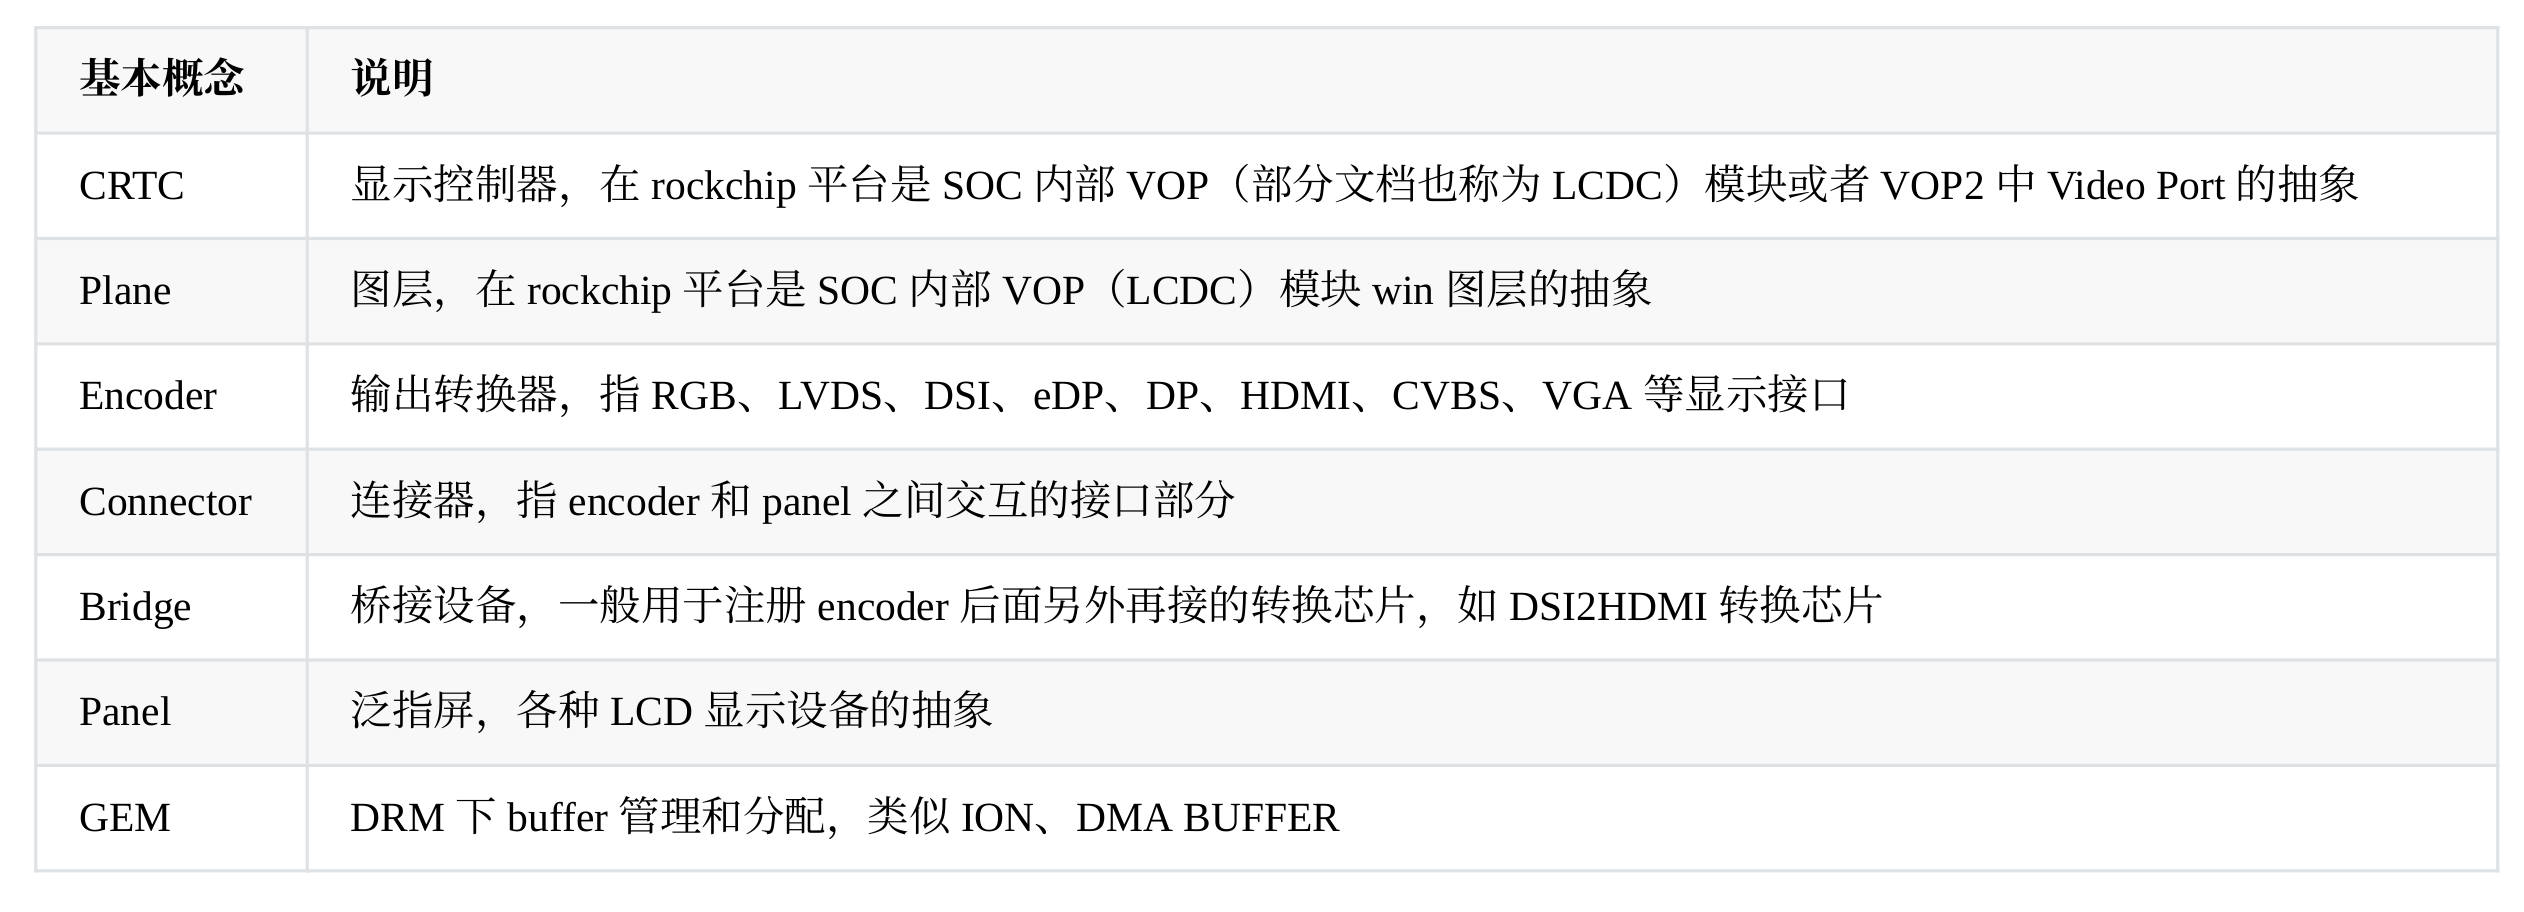 基本概念 说明
CRTC 显示控制器，在 rockchip 平台是 SOC 内部 VOP（部分文档也称为 LCDC）模块或者 VOP2 中 Video Port 的抽象
Plane 图层，在 rockchip 平台是 SOC 内部 VOP（LCDC）模块 win 图层的抽象
Encoder 输出转换器，指 RGB、LVDS、DSI、eDP、DP、HDMI、CVBS、VGA 等显示接口
Connector 连接器，指 encoder 和 panel 之间交互的接口部分
Bridge 桥接设备，一般用于注册 encoder 后面另外再接的转换芯片，如 DSI2HDMI 转换芯片
Panel 泛指屏，各种 LCD 显示设备的抽象
GEM DRM 下 buffer 管理和分配，类似 ION、DMA BUFFER